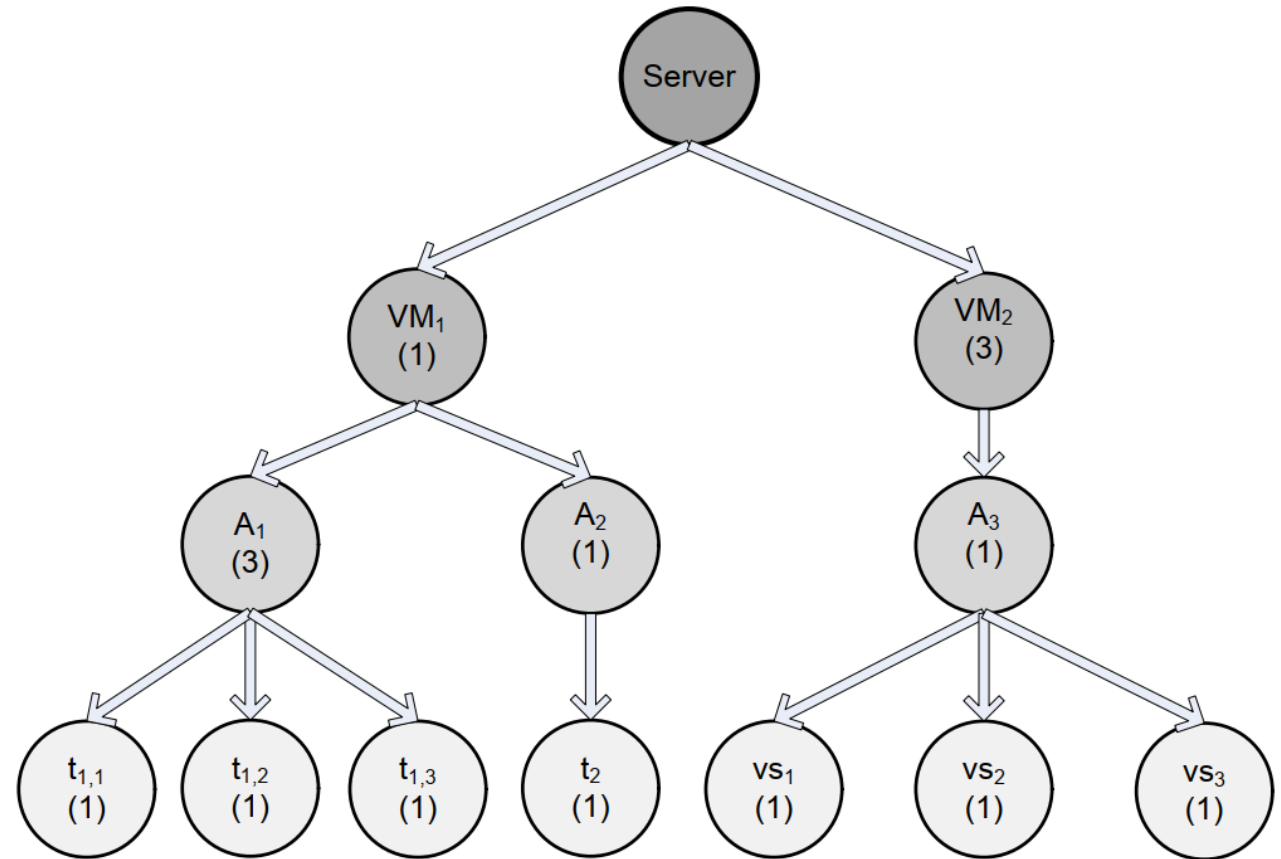 Server
VM₁
(1)
VM₂
(3)
A₁
(3)
A₂
(1)
A₃
(1)
t₁,₁
(1)
t₁,₂
(1)
t₁,₃
(1)
t₂
(1)
vs₁
(1)
vs₂
(1)
vs₃
(1)